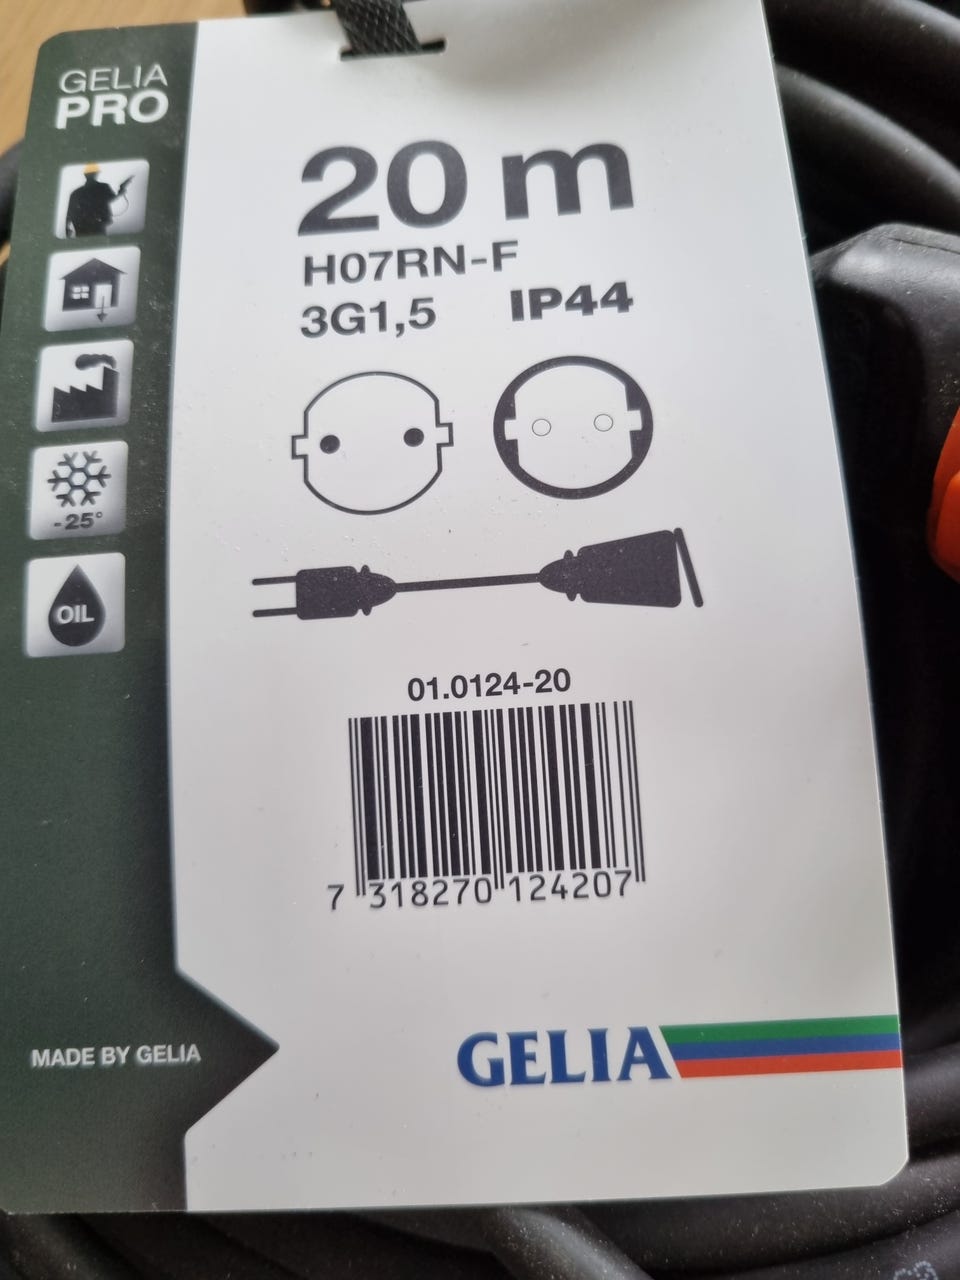 GELIA
PRO
20 m
H07RN-F
3G1,5 IP44
-25°
OIL
01.0124-20
7 318270 124207
MADE BY GELIA
GELIA